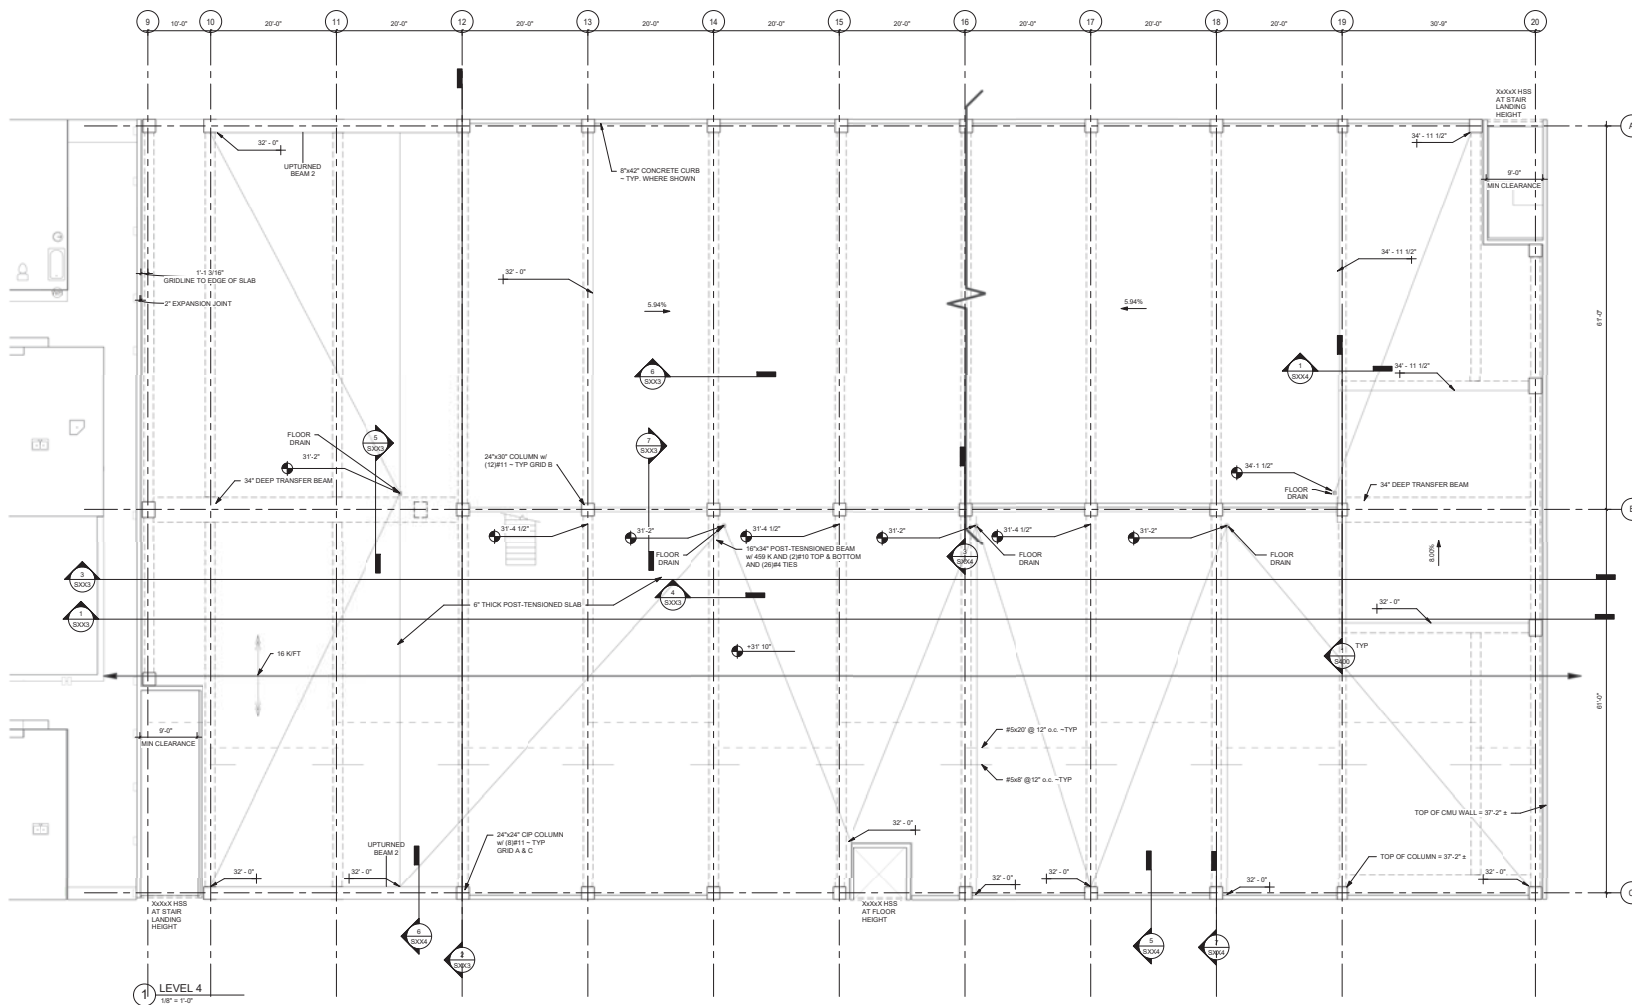 9
10'-0"
10
20'-0"
11
20'-0"
12
20'-0"
13
20'-0"
14
20'-0"
15
20'-0"
16
20'-0"
17
20'-0"
18
20'-0"
19
30'-9"
20
XxXxX HSS
AT STAIR
LANDING
HEIGHT
A
32' - 0"
UPTURNED
BEAM 2
8"x42" CONCRETE CURB
~ TYP. WHERE SHOWN
34' - 11 1/2"
9'-0"
MIN CLEARANCE
1'-1 3/16"
GRIDLINE TO EDGE OF SLAB
2" EXPANSION JOINT
32' - 0"
5.94%
5.94%
34' - 11 1/2"
61'-0"
6
SXX3
1
SXX4
34' - 11 1/2"
FLOOR
DRAIN
31'-2"
5
SXX3
7
SXX3
24"x30" COLUMN w/
(12)#11 ~ TYP GRID B
34" DEEP TRANSFER BEAM
34'-1 1/2"
FLOOR
DRAIN
34" DEEP TRANSFER BEAM
31'-4 1/2"
31'-2"
31'-4 1/2"
31'-2"
31'-4 1/2"
31'-2"
FLOOR
DRAIN
16"x34" POST-TESNSIONED BEAM
w/ 459 K AND (2)#10 TOP & BOTTOM
AND (26)#4 TIES
3
SXX4
FLOOR
DRAIN
FLOOR
DRAIN
8.00%
3
SXX3
1
SXX3
6" THICK POST-TENSIONED SLAB
4
SXX3
32' - 0"
16 K/FT
+31' 10"
TYP
S400
61'-0"
9'-0"
MIN CLEARANCE
#5x20' @ 12" o.c. ~TYP
#5x8' @12" o.c. ~TYP
TOP OF CMU WALL = 37'-2" ±
32' - 0"
24"x24" CIP COLUMN
w/ (8)#11 ~ TYP
GRID A & C
UPTURNED
BEAM 2
TOP OF COLUMN = 37'-2" ±
32' - 0"
32' - 0"
32' - 0"
32' - 0"
32' - 0"
32' - 0"
XxXxX HSS
AT STAIR
LANDING
HEIGHT
XxXxX HSS
AT FLOOR
HEIGHT
6
SXX4
2
SXX3
5
SXX4
7
SXX4
1
LEVEL 4
1/8" = 1'-0"